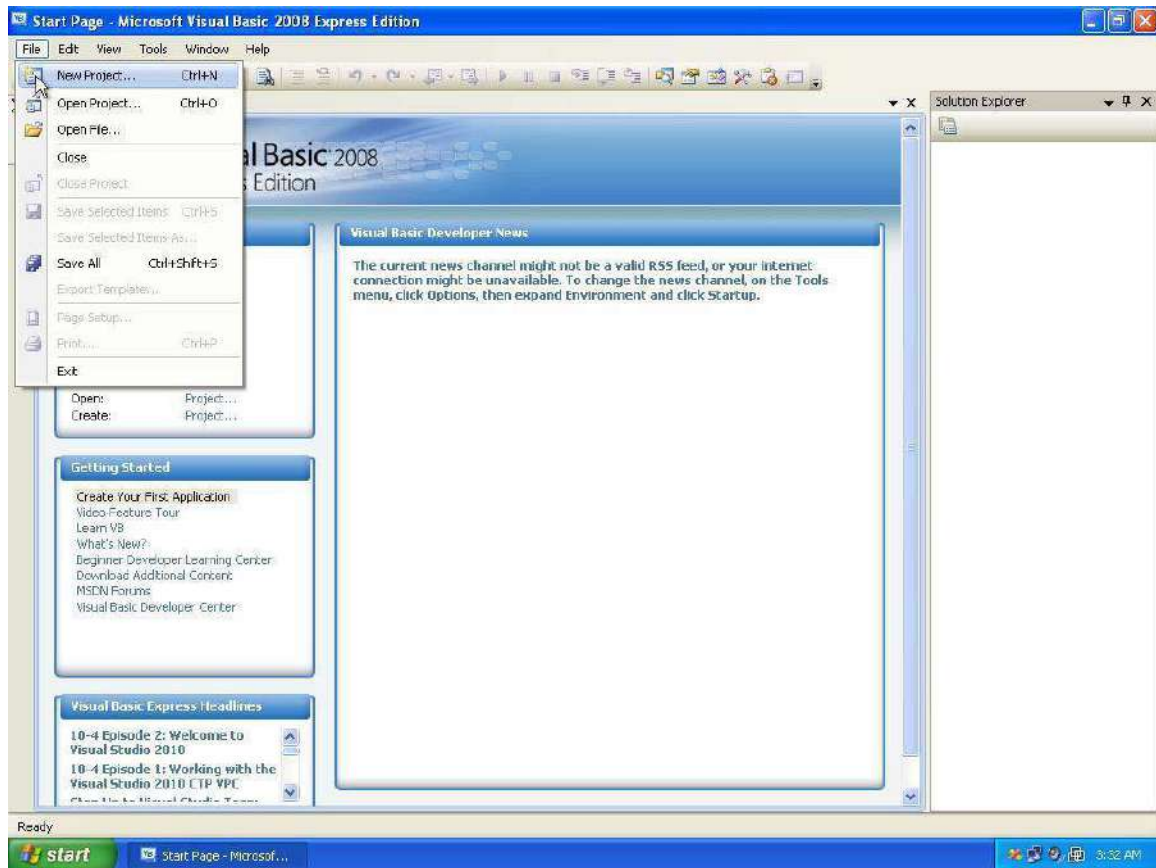 Start Page - Microsoft Visual Basic 2008 Express Edition
File Edit View Tools Window Help
New Project... Ctrl+N
Open Project... Ctrl+O
Open File...
Close
Close Project
Save Selected Items Ctrl+S
Save Selected Items As...
Save All Ctrl+Shift+S
Export Template...
Page Setup...
Print... Ctrl+P
Exit
Solution Explorer
al Basic 2008
Edition
Visual Basic Developer News
The current news channel might not be a valid RSS feed, or your internet
connection might be unavailable. To change the news channel, on the Tools
menu, click Options, then expand Environment and click Startup.
Open: Project...
Create: Project...
Getting Started
Create Your First Application
Video Feature Tour
Learn VB
What's New?
Beginner Developer Learning Center
Download Additional Content
MSDN Forums
Visual Basic Developer Center
Visual Basic Express Headlines
10-4 Episode 2: Welcome to
Visual Studio 2010
10-4 Episode 1: Working with the
Visual Studio 2010 CTP VPC
Ready
start Start Page - Microsof... 3:32 AM